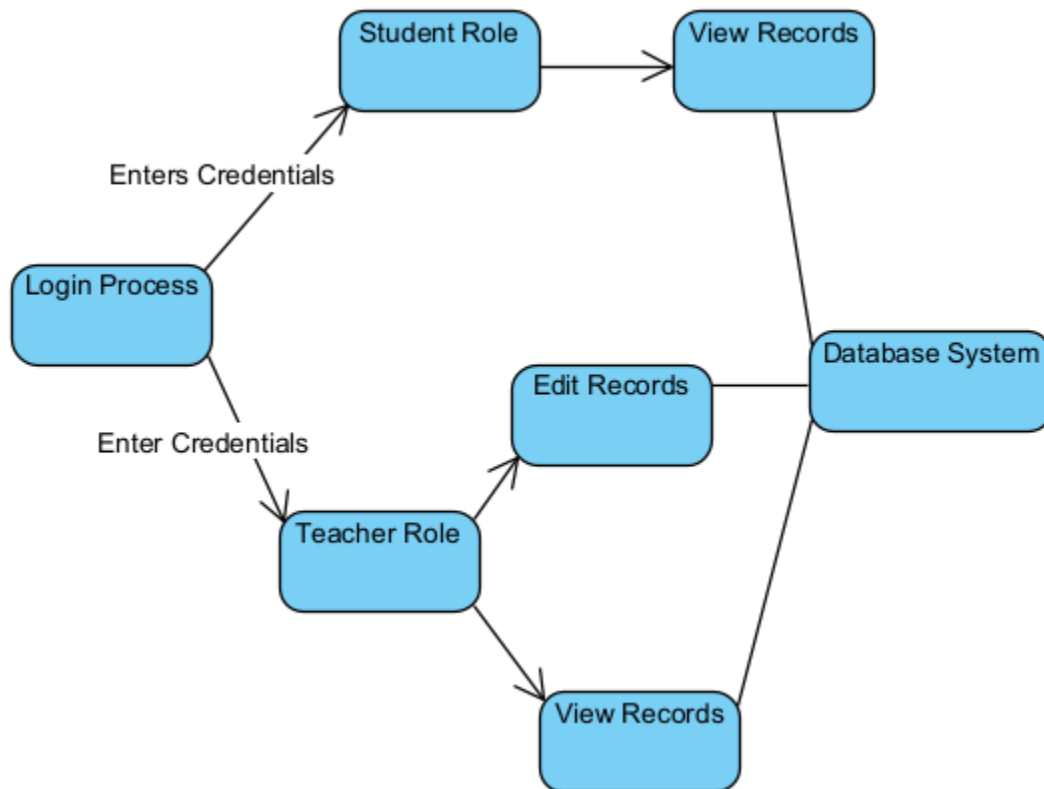 Student Role
View Records
Enters Credentials
Login Process
Database System
Edit Records
Enter Credentials
Teacher Role
View Records